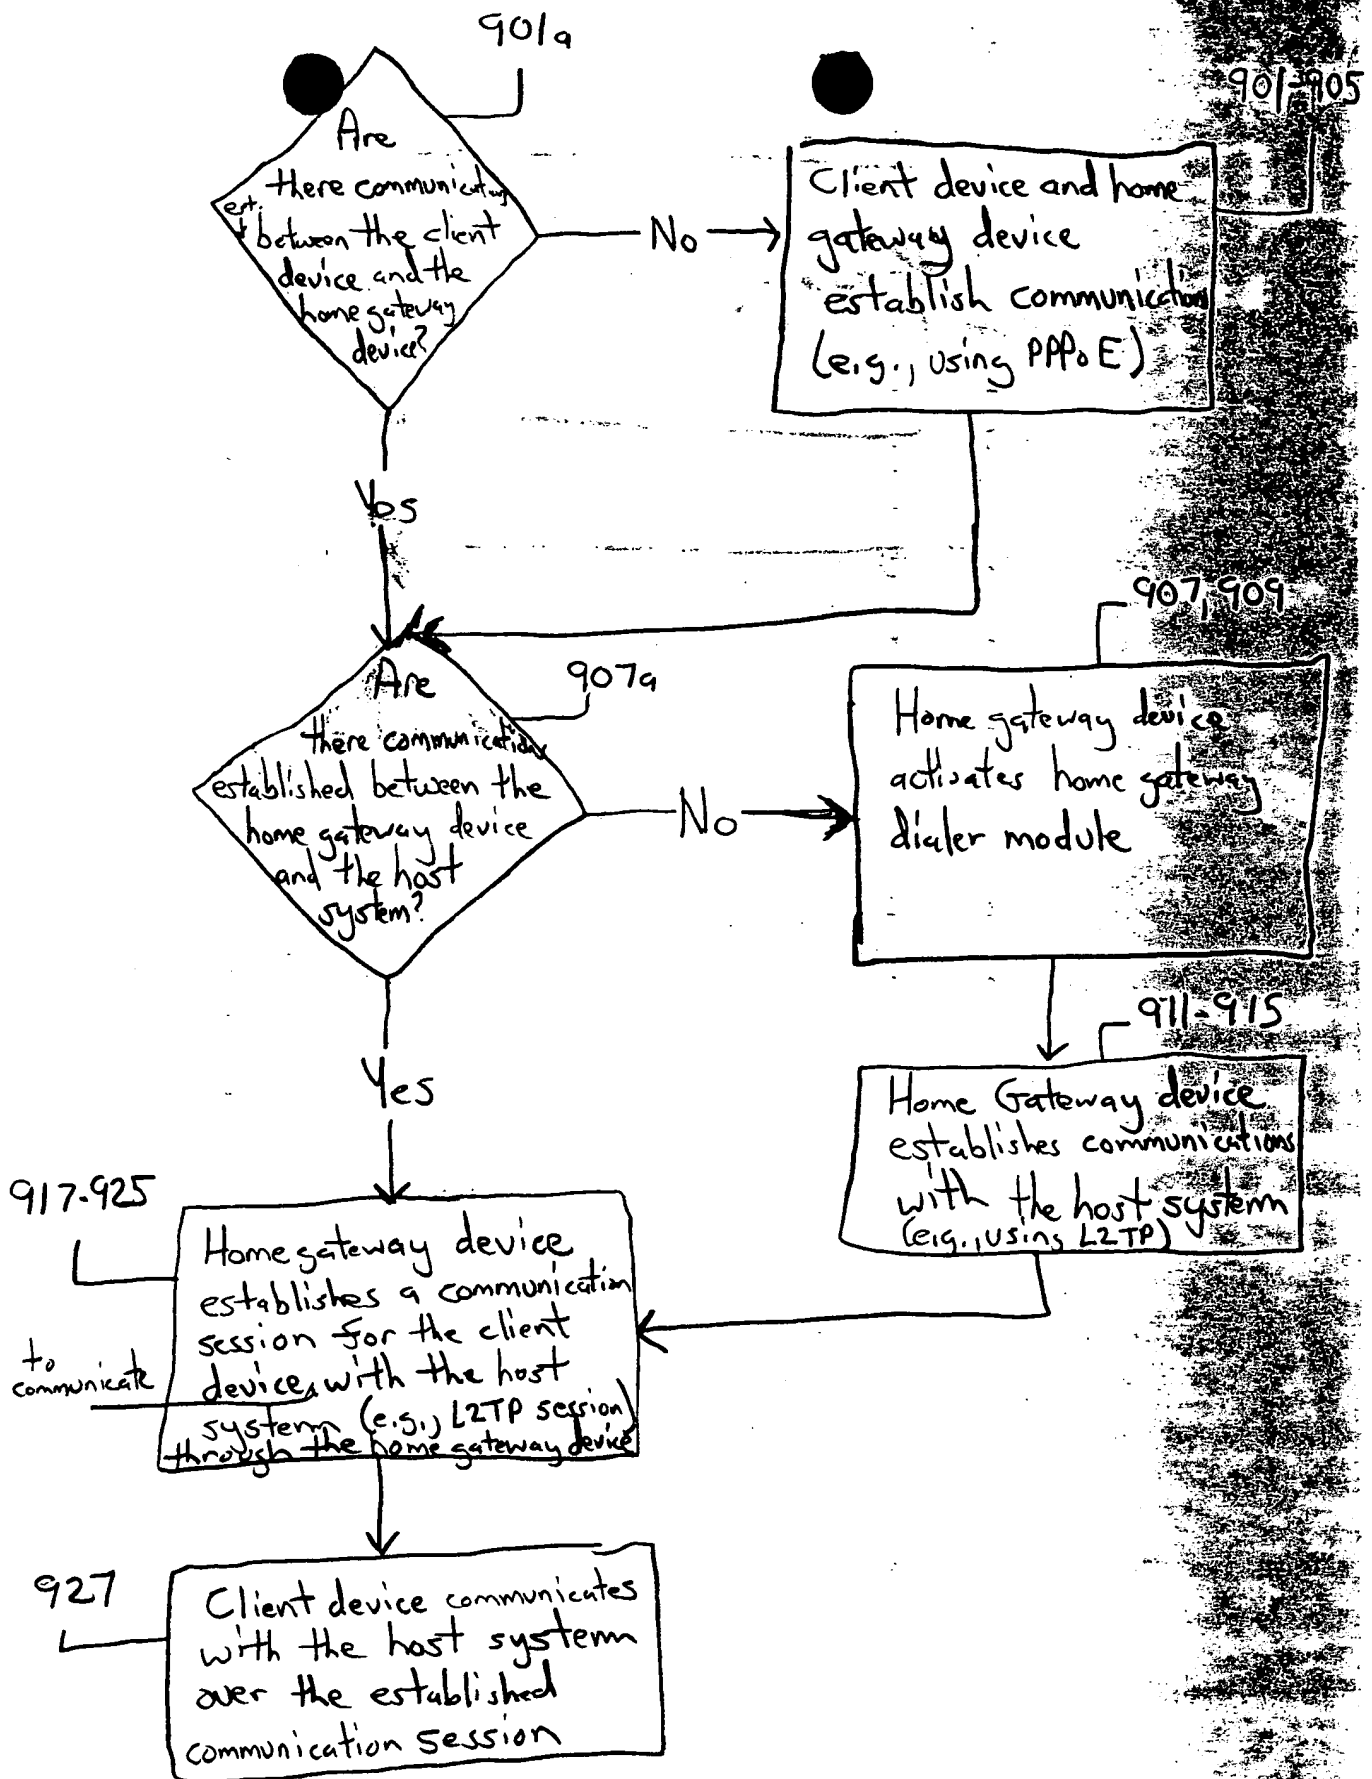 901a
Are
there communications
est. between the client
device and the
home gateway
device?
No
901-905
Client device and home
gateway device
establish communications
(e.g., using PPPoE)
Yes
907a
Are
there communications
established between the
home gateway device
and the host
system?
No
907, 909
Home gateway device
activates home gateway
dialer module
Yes
911-915
Home Gateway device
establishes communications
with the host system
(e.g., using L2TP)
917-925
Home gateway device
establishes a communication
session for the client
to
communicate
device with the host
system (e.g., L2TP session)
through the home gateway device
927
Client device communicates
with the host system
over the established
communication session